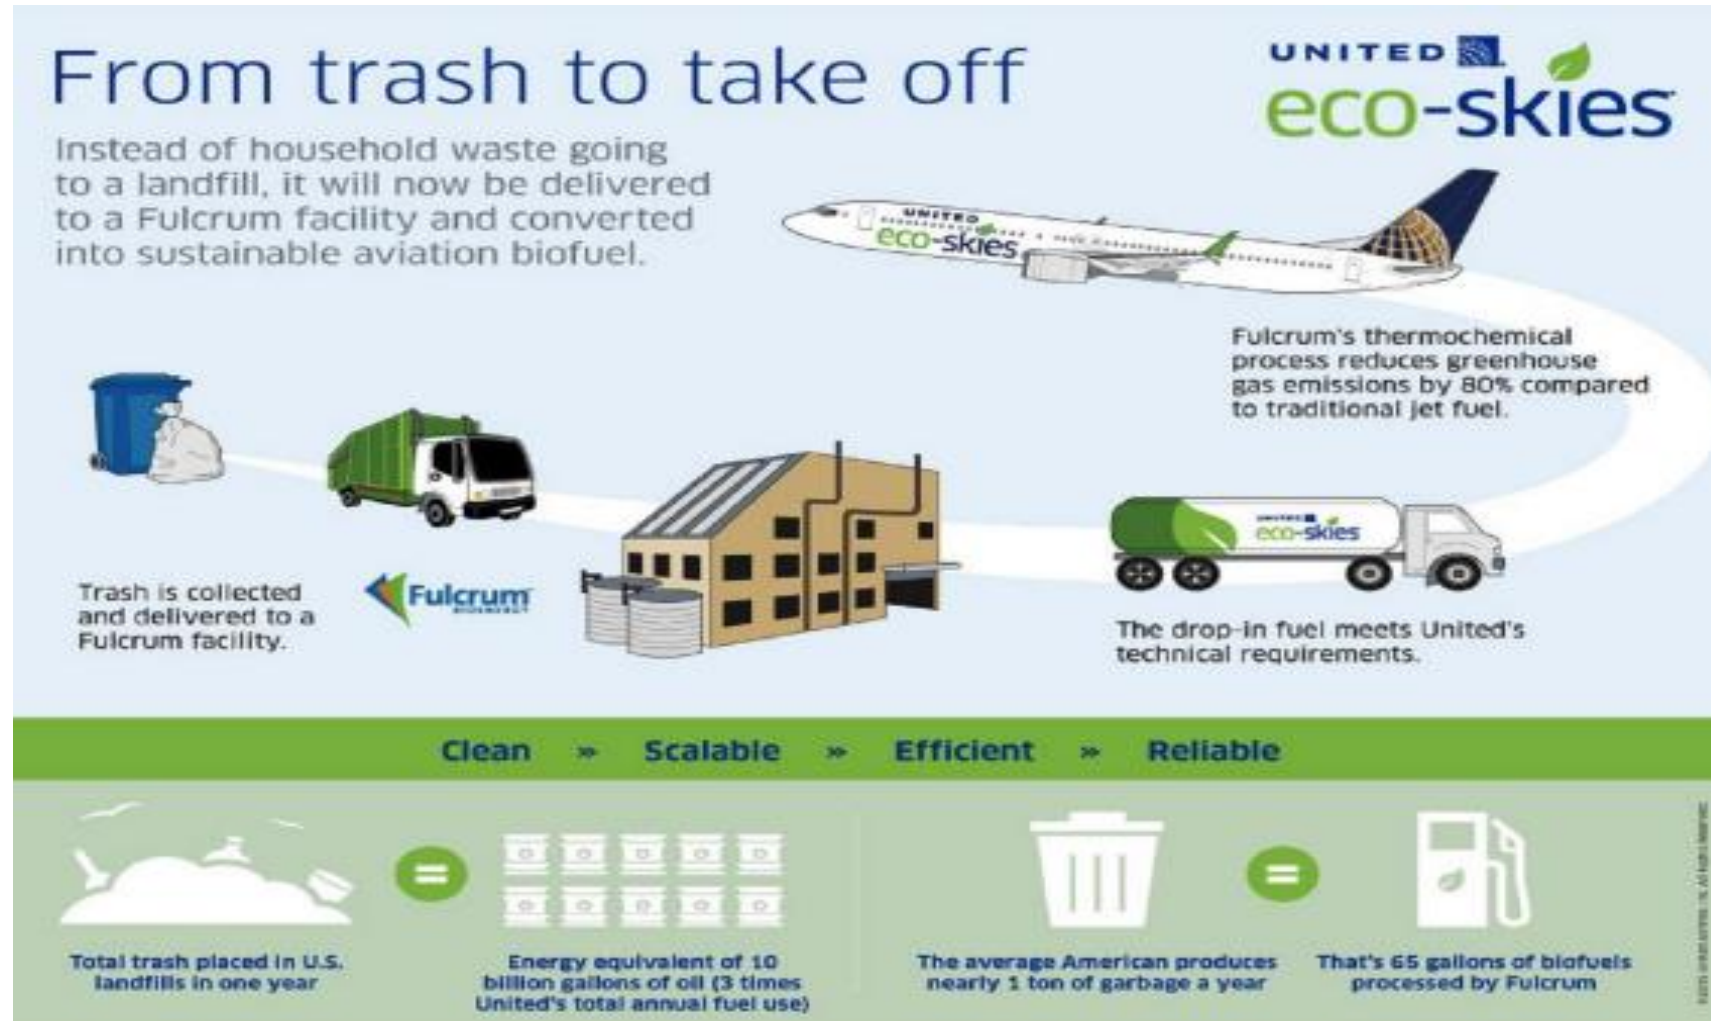 From trash to take off
UNITED
eco-skies
Instead of household waste going
to a landfill, it will now be delivered
to a Fulcrum facility and converted
into sustainable aviation biofuel.
UNITED
eco-skies
Fulcrum's thermochemical
process reduces greenhouse
gas emissions by 80% compared
to traditional jet fuel.
Trash is collected
and delivered to a
Fulcrum facility.
Fulcrum
BIOENERGY
UNITED
eco-skies
The drop-in fuel meets United's
technical requirements.
Clean » Scalable » Efficient » Reliable
Total trash placed in U.S.
landfills in one year
=
Energy equivalent of 10
billion gallons of oil (3 times
United's total annual fuel use)
The average American produces
nearly 1 ton of garbage a year
=
That's 65 gallons of biofuels
processed by Fulcrum